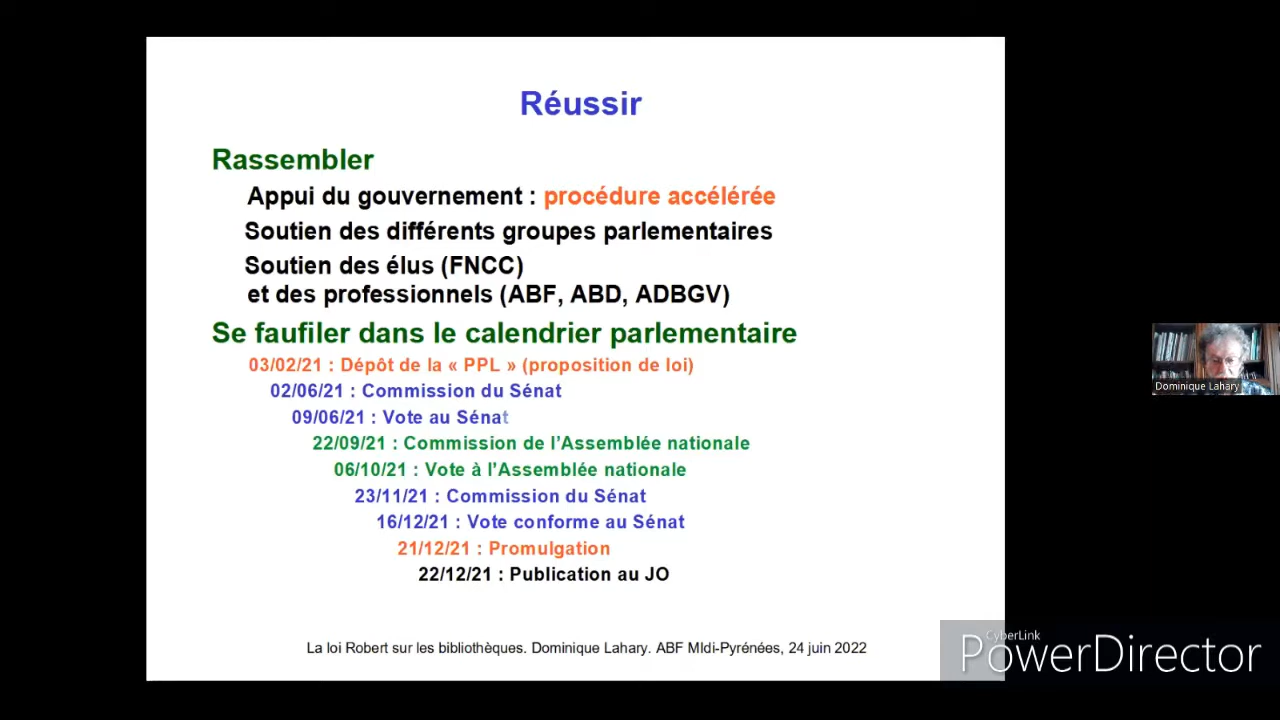 Réussir
Rassembler
Appui du gouvernement : procédure accélérée
Soutien des différents groupes parlementaires
Soutien des élus (FNCC)
et des professionnels (ABF, ABD, ADBGV)
Se faufiler dans le calendrier parlementaire
03/02/21 : Dépôt de la « PPL » (proposition de loi)
02/06/21 : Commission du Sénat
09/06/21 : Vote au Sénat
22/09/21 : Commission de l'Assemblée nationale
06/10/21 : Vote à l'Assemblée nationale
23/11/21 : Commission du Sénat
16/12/21 : Vote conforme au Sénat
21/12/21 : Promulgation
22/12/21 : Publication au JO
La loi Robert sur les bibliothèques. Dominique Lahary. ABF MIdi-Pyrénées, 24 juin 2022
Dominique Lahary
CyberLink
PowerDirector